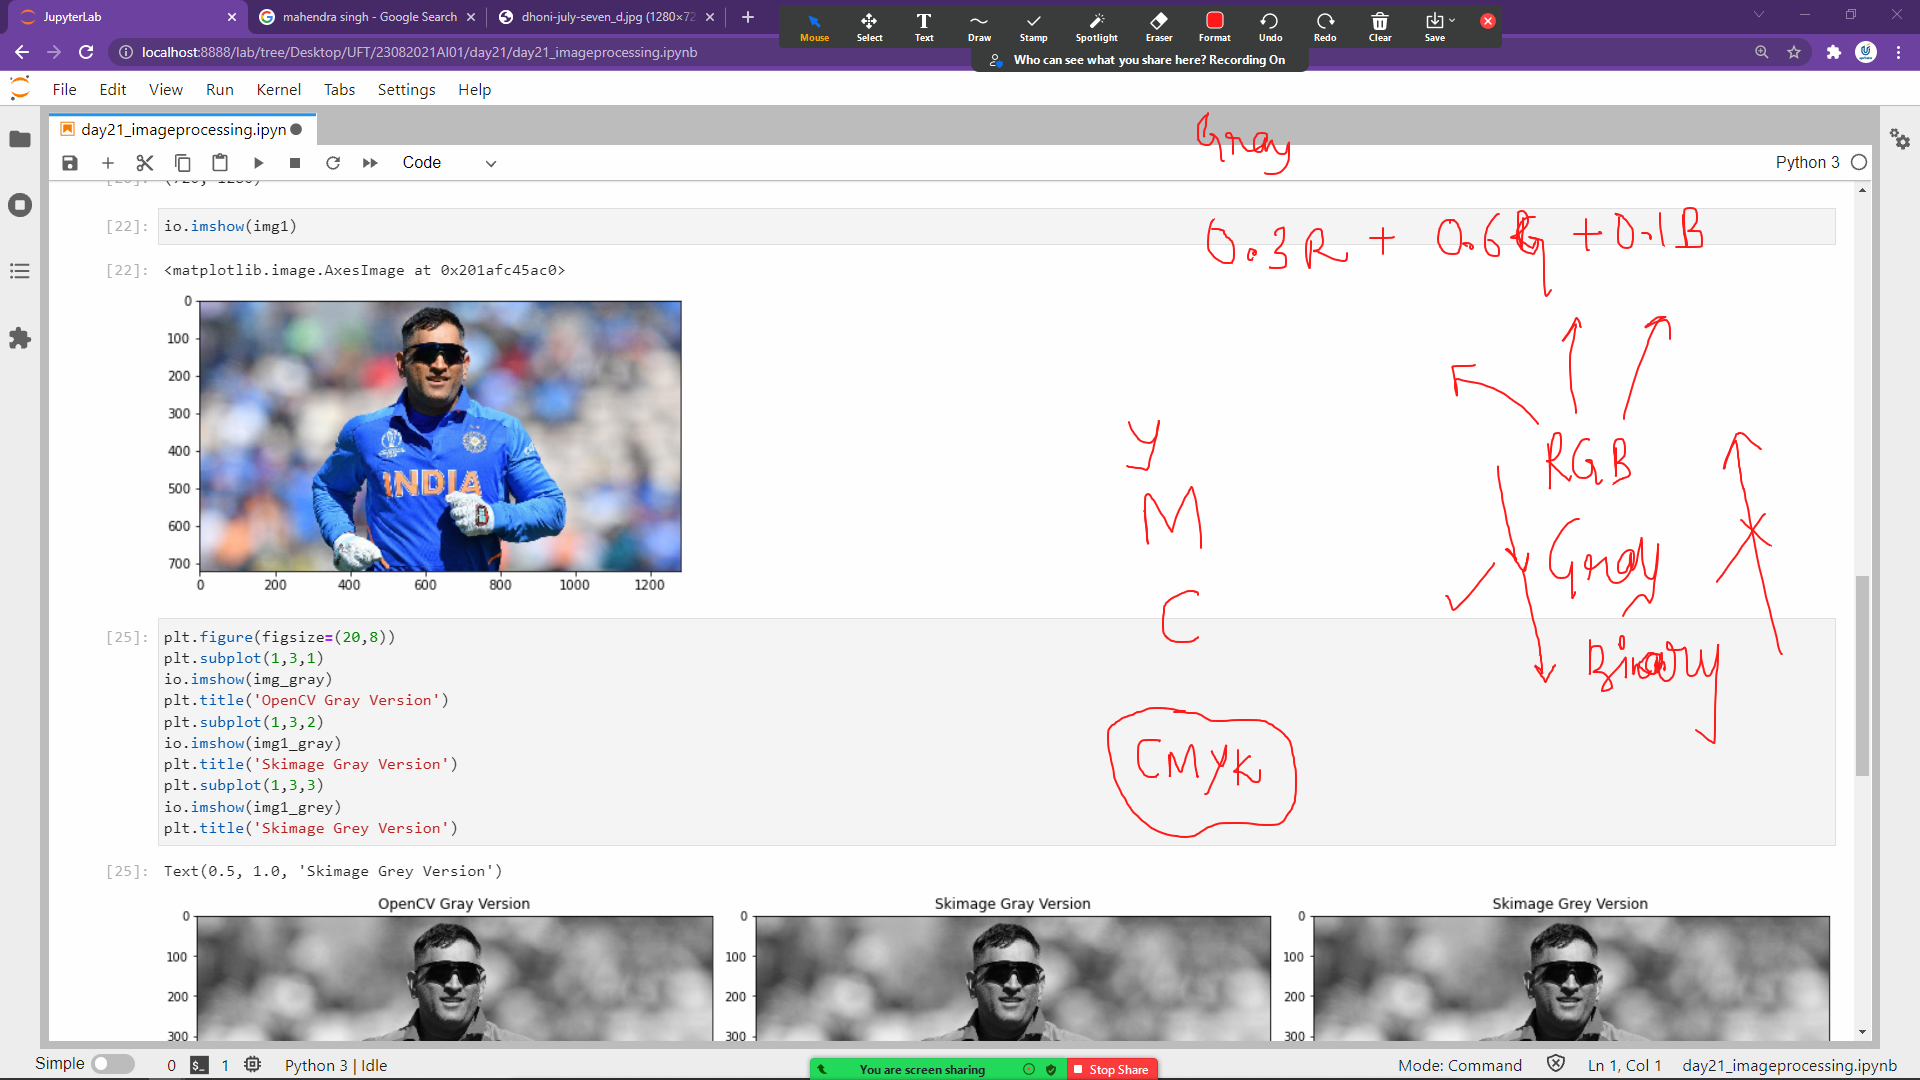 JupyterLab
mahendra singh - Google Search
dhoni-july-seven_d.jpg (1280×72
localhost:8888/lab/tree/Desktop/UFT/23082021AI01/day21/day21_imageprocessing.ipynb
Mouse Select Text Draw Stamp Spotlight Eraser Format Undo Redo Clear Save
Who can see what you share here? Recording On
File Edit View Run Kernel Tabs Settings Help
day21_imageprocessing.ipyn
Gray
Code
Python 3
[22]: io.imshow(img1)
0.3R + 0.6G + 0.1B
[22]: <matplotlib.image.AxesImage at 0x201afc45ac0>
0
100
200
300
400
500
600
700
0 200 400 600 800 1000 1200
INDIA
RGB
Gray
Binary
Y
M
C
CMYK
[25]: plt.figure(figsize=(20,8))
plt.subplot(1,3,1)
io.imshow(img_gray)
plt.title('OpenCV Gray Version')
plt.subplot(1,3,2)
io.imshow(img1_gray)
plt.title('Skimage Gray Version')
plt.subplot(1,3,3)
io.imshow(img1_grey)
plt.title('Skimage Grey Version')
[25]: Text(0.5, 1.0, 'Skimage Grey Version')
OpenCV Gray Version
0
100
200
300
Skimage Gray Version
0
100
200
300
Skimage Grey Version
0
100
200
300
Simple 0 $_ 1 Python 3 | Idle
You are screen sharing Stop Share
Mode: Command Ln 1, Col 1 day21_imageprocessing.ipynb